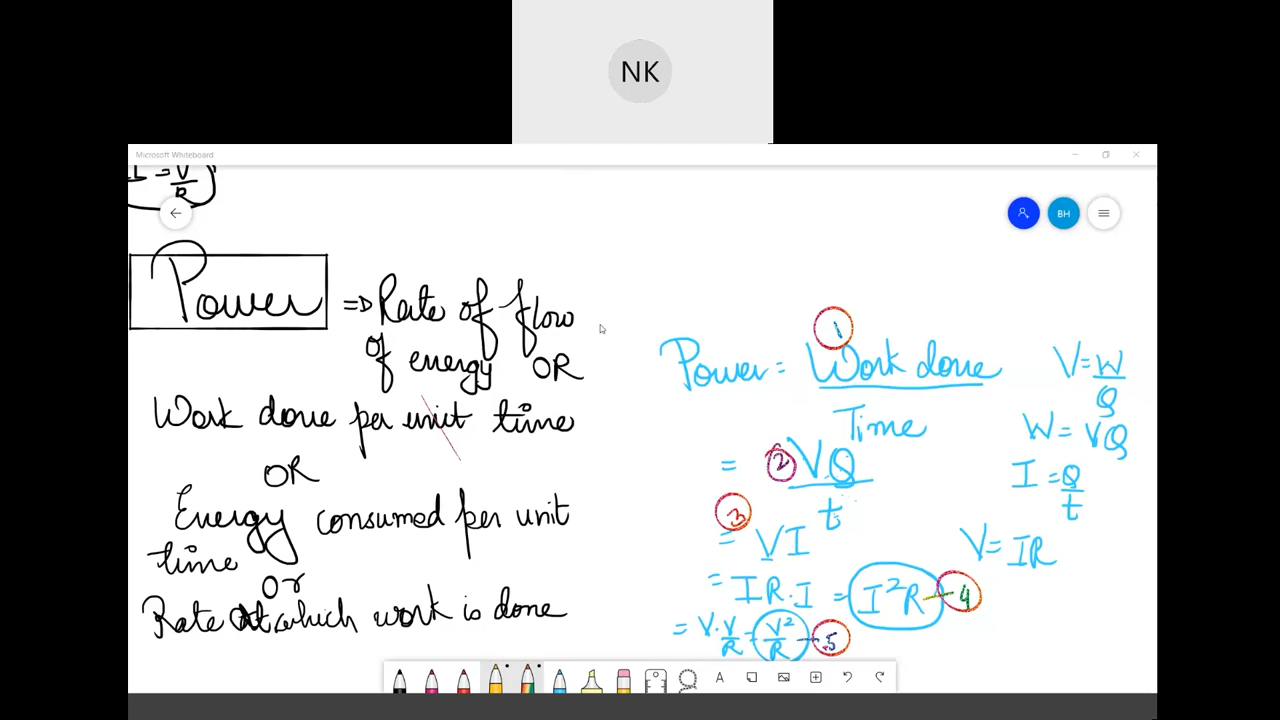 NK
Microsoft Whiteboard
I = V/R
BH
Power ⇒ Rate of flow
of energy OR
Work done per unit time
OR
Energy consumed per unit
time
Or
Rate at which work is done
1
Power = Work done / Time
V = W/Q
W = VQ
= 2 VQ/t
I = Q/t
3
= VI
V = IR
= IR.I = I²R - 4
= V.V/R = V²/R - 5
A